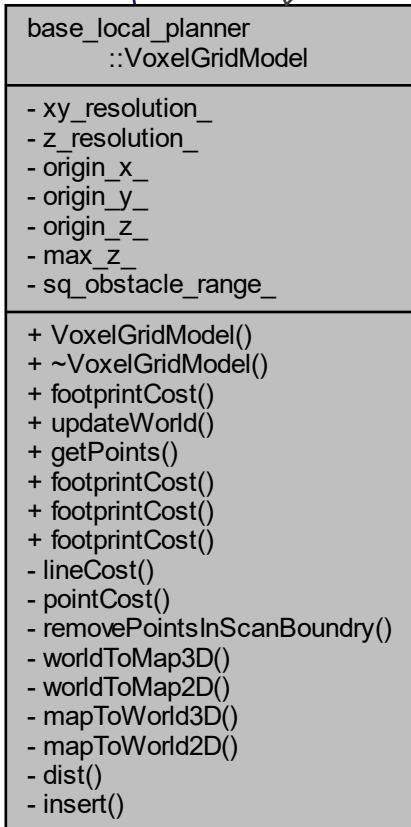 base_local_planner
::VoxelGridModel
- xy_resolution_
- z_resolution_
- origin_x_
- origin_y_
- origin_z_
- max_z_
- sq_obstacle_range_
+ VoxelGridModel()
+ ~VoxelGridModel()
+ footprintCost()
+ updateWorld()
+ getPoints()
+ footprintCost()
+ footprintCost()
+ footprintCost()
- lineCost()
- pointCost()
- removePointsInScanBoundry()
- worldToMap3D()
- worldToMap2D()
- mapToWorld3D()
- mapToWorld2D()
- dist()
- insert()